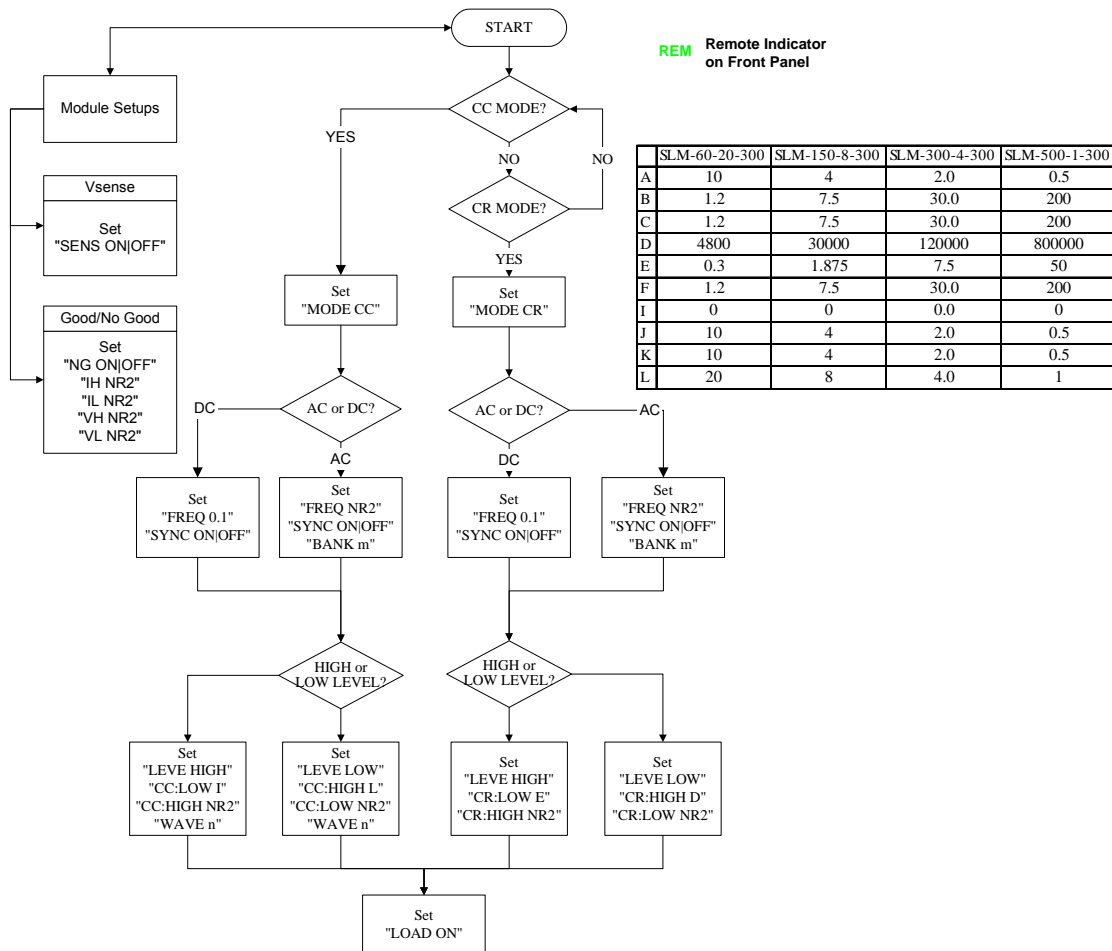 START
REM Remote Indicator
on Front Panel
Module Setups
CC MODE?
YES
NO
NO
Vsense
Set
"SENS ON|OFF"
CR MODE?
YES
SLM-60-20-300 SLM-150-8-300 SLM-300-4-300 SLM-500-1-300
A 10 4 2.0 0.5
B 1.2 7.5 30.0 200
C 1.2 7.5 30.0 200
D 4800 30000 120000 800000
E 0.3 1.875 7.5 50
F 1.2 7.5 30.0 200
I 0 0 0.0 0
J 10 4 2.0 0.5
K 10 4 2.0 0.5
L 20 8 4.0 1
Good/No Good
Set
"NG ON|OFF"
"IH NR2"
"IL NR2"
"VH NR2"
"VL NR2"
Set
"MODE CC"
Set
"MODE CR"
DC
AC or DC?
AC
AC or DC?
AC
DC
Set
"FREQ 0.1"
"SYNC ON|OFF"
Set
"FREQ NR2"
"SYNC ON|OFF"
"BANK m"
Set
"FREQ 0.1"
"SYNC ON|OFF"
Set
"FREQ NR2"
"SYNC ON|OFF"
"BANK m"
HIGH or
LOW LEVEL?
HIGH or
LOW LEVEL?
Set
"LEVE HIGH"
"CC:LOW I"
"CC:HIGH NR2"
"WAVE n"
Set
"LEVE LOW"
"CC:HIGH L"
"CC:LOW NR2"
"WAVE n"
Set
"LEVE HIGH"
"CR:LOW E"
"CR:HIGH NR2"
Set
"LEVE LOW"
"CR:HIGH D"
"CR:LOW NR2"
Set
"LOAD ON"